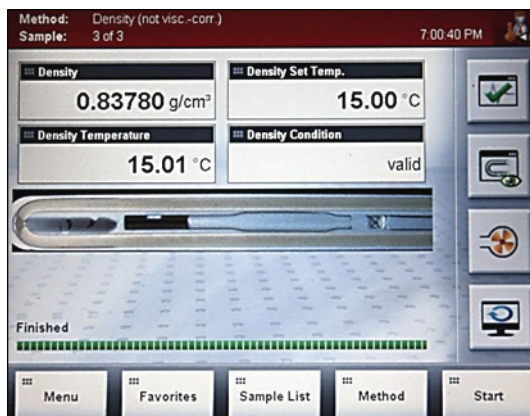 Method: Density (not visc.-corr.)
Sample: 3 of 3 7:00:40 PM
Density
0.83780 g/cm³
Density Set Temp.
15.00 °C
Density Temperature
15.01 °C
Density Condition
valid
Finished
Menu
Favorites
Sample List
Method
Start